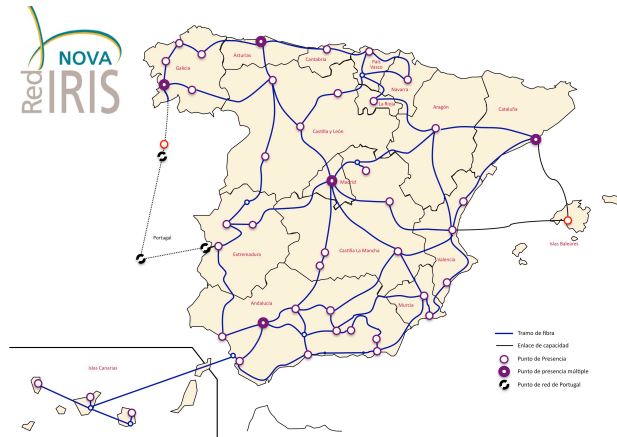 NOVA
RedIRIS
Galicia
Asturias
Cantabria
País
Vasco
Navarra
La Rioja
Aragón
Cataluña
Castilla y León
Madrid
Portugal
Extremadura
Castilla La Mancha
Valencia
Islas Baleares
Andalucía
Murcia
Islas Canarias
Tramo de fibra
Enlace de capacidad
Punto de Presencia
Punto de presencia múltiple
Punto de red de Portugal